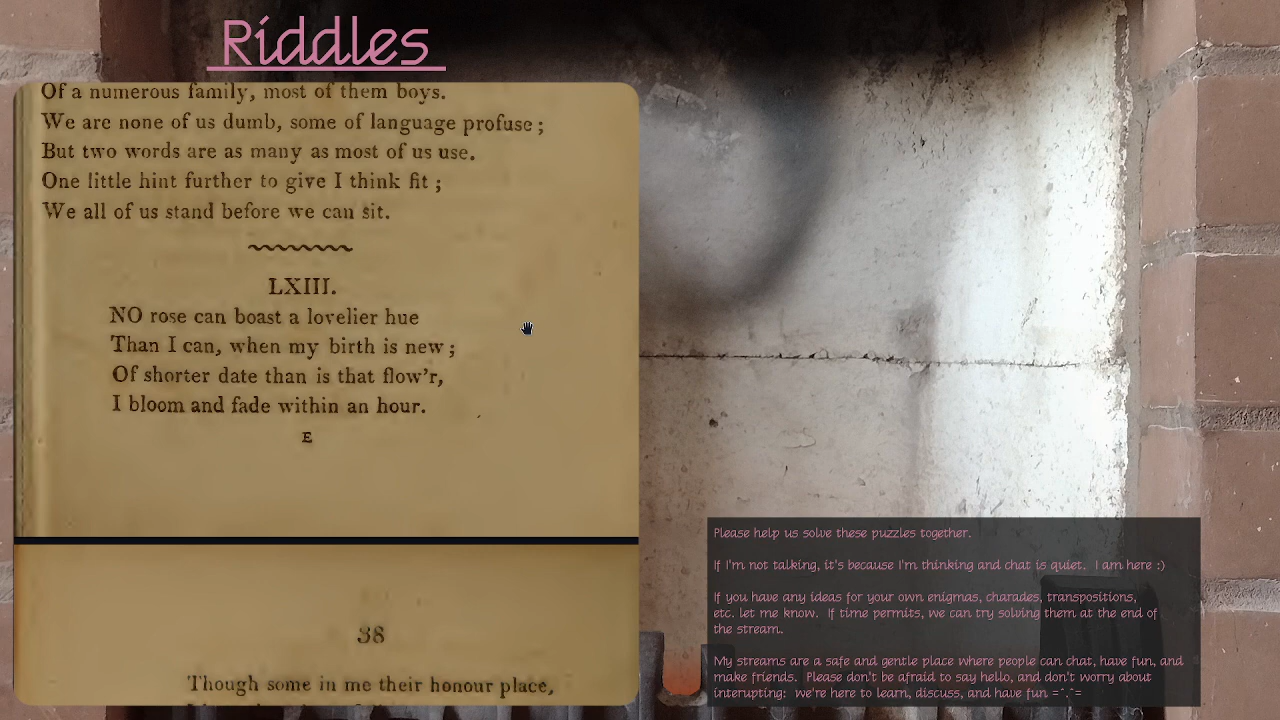 Riddles
Of a numerous family, most of them boys.
We are none of us dumb, some of language profuse;
But two words are as many as most of us use.
One little hint further to give I think fit;
We all of us stand before we can sit.
LXIII.
NO rose can boast a lovelier hue
Than I can, when my birth is new;
Of shorter date than is that flow'r,
I bloom and fade within an hour.
E
38
Though some in me their honour place,
Please help us solve these puzzles together.
If I'm not talking, it's because I'm thinking and chat is quiet. I am here :)
If you have any ideas for your own enigmas, charades, transpositions,
etc. let me know. If time permits, we can try solving them at the end of
the stream.
My streams are a safe and gentle place where people can chat, have fun, and
make friends. Please don't be afraid to say hello, and don't worry about
interupting: we're here to learn, discuss, and have fun =^.^=